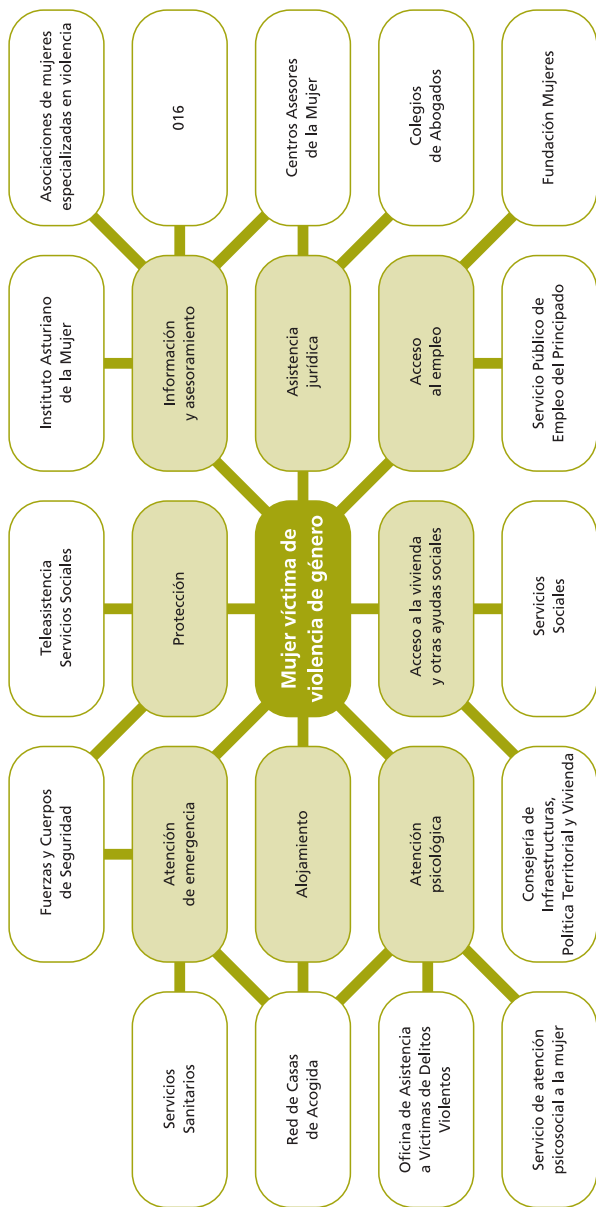 Fuerzas y Cuerpos
de Seguridad
Teleasistencia
Servicios Sociales
Instituto Asturiano
de la Mujer
Asociaciones de mujeres
especializadas en violencia
Servicios
Sanitarios
Atención
de emergencia
Protección
Información
y asesoramiento
016
Red de Casas
de Acogida
Alojamiento
Mujer víctima de
violencia de género
Asistencia
jurídica
Centros Asesores
de la Mujer
Oficina de Asistencia
a Víctimas de Delitos
Violentos
Atención
psicológica
Acceso a la vivienda
y otras ayudas sociales
Acceso
al empleo
Colegios
de Abogados
Servicio de atención
psicosocial a la mujer
Consejería de
Infraestructuras,
Política Territorial y Vivienda
Servicios
Sociales
Servicio Público de
Empleo del Principado
Fundación Mujeres